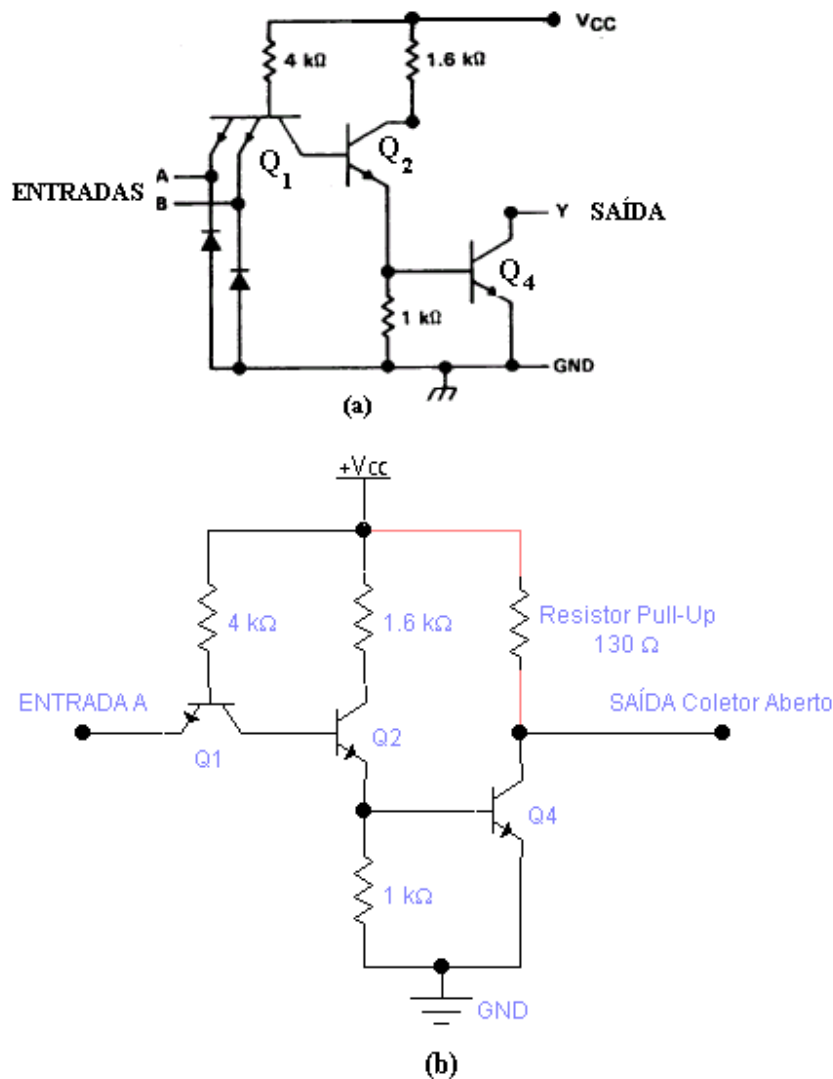 VCC
4 kΩ
1.6 kΩ
Q1
Q2
ENTRADAS
A
B
Y SAÍDA
Q4
1 kΩ
GND
(a)
+Vcc
4 kΩ
1.6 kΩ
Resistor Pull-Up
130 Ω
ENTRADA A
SAÍDA Coletor Aberto
Q1
Q2
Q4
1 kΩ
GND
(b)